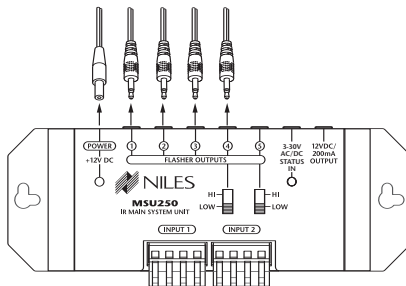 POWER
+12V DC
1 2 3 4 5
FLASHER OUTPUTS
3-30V
AC/DC
STATUS
IN
12VDC/
200mA
OUTPUT
NILES
MSU250
IR MAIN SYSTEM UNIT
HI
LOW
HI
LOW
INPUT 1
INPUT 2